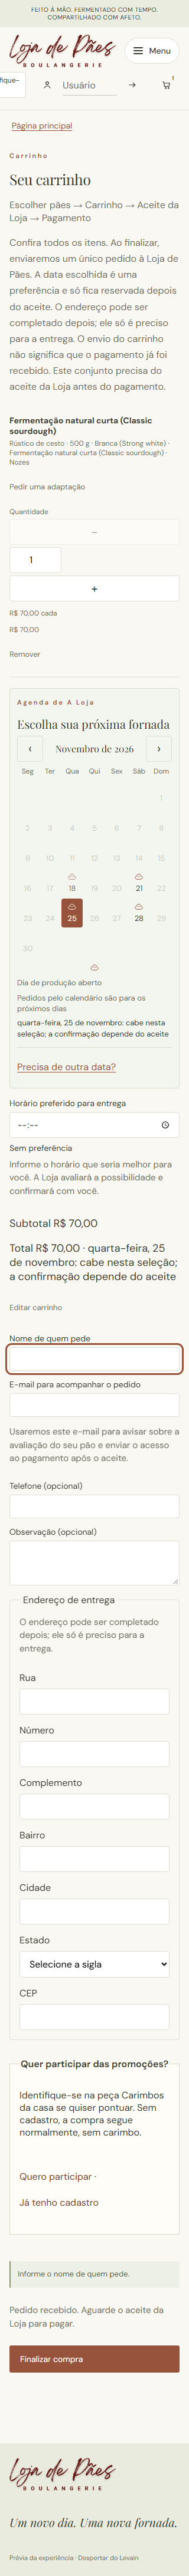 FEITO À MÃO, FERMENTADO COM TEMPO,
COMPARTILHADO COM AFETO.
Loja de Pães
LOUCOS POR BORDAS
Menu
Usuário
1
Página principal
Carrinho
Seu carrinho
Escolher pães → Carrinho → Aceite da
Loja → Pagamento
Confira todos os itens. Ao finalizar,
enviaremos um único pedido à Loja de
Pães. A data escolhida é uma
preferência e só fica reservada depois
do aceite. O endereço pode ser
completado depois; ele só é preciso
para a entrega. O envio do carrinho
não significa que o pagamento já foi
recebido. Este conjunto precisa do
aceite da Loja antes do pagamento.
Fermentação natural curta (Classic
sourdough)
Rústico de cesto · 500 g · Branca (Strong white) ·
Fermentação natural curta (Classic sourdough) ·
Nozes
Pedir uma adaptação
Quantidade
−
1
+
R$ 70,00 cada
R$ 70,00
Remover
Agenda de A Loja
Escolha sua próxima fornada
‹ Novembro de 2026 ›
Seg Ter Qua Qui Sex Sáb Dom
1
2 3 4 5 6 7 8
9 10 11 12 13 14 15
16 17 18 19 20 21 22
23 24 25 26 27 28 29
30
Dia de produção aberto
Pedidos pelo calendário são para os
próximos dias
quarta-feira, 25 de novembro: cabe nesta
seleção; a confirmação depende do aceite
Precisa de outra data?
Horário preferido para entrega
--:--
Sem preferência
Informe o horário que seria melhor para
você. A Loja avaliará a possibilidade e
confirmará com você.
Subtotal R$ 70,00
Total R$ 70,00 · quarta-feira, 25
de novembro: cabe nesta seleção;
a confirmação depende do aceite
Editar carrinho
Nome de quem pede
E-mail para acompanhar o pedido
Usaremos este e-mail para avisar sobre a
avaliação do seu pão e enviar o acesso
ao pagamento após o aceite.
Telefone (opcional)
Observação (opcional)
Endereço de entrega
O endereço pode ser completado
depois; ele só é preciso para a
entrega.
Rua
Número
Complemento
Bairro
Cidade
Estado
Selecione a sigla
CEP
Quer participar das promoções?
Identifique-se na peça Carimbos
da casa se quiser pontuar. Sem
cadastro, a compra segue
normalmente, sem carimbo.
Quero participar ·
Já tenho cadastro
Informe o nome de quem pede.
Pedido recebido. Aguarde o aceite da
Loja para pagar.
Finalizar compra
Loja de Pães
Um novo dia. Uma nova fornada.
Prévia da experiência · Despertar do Levain